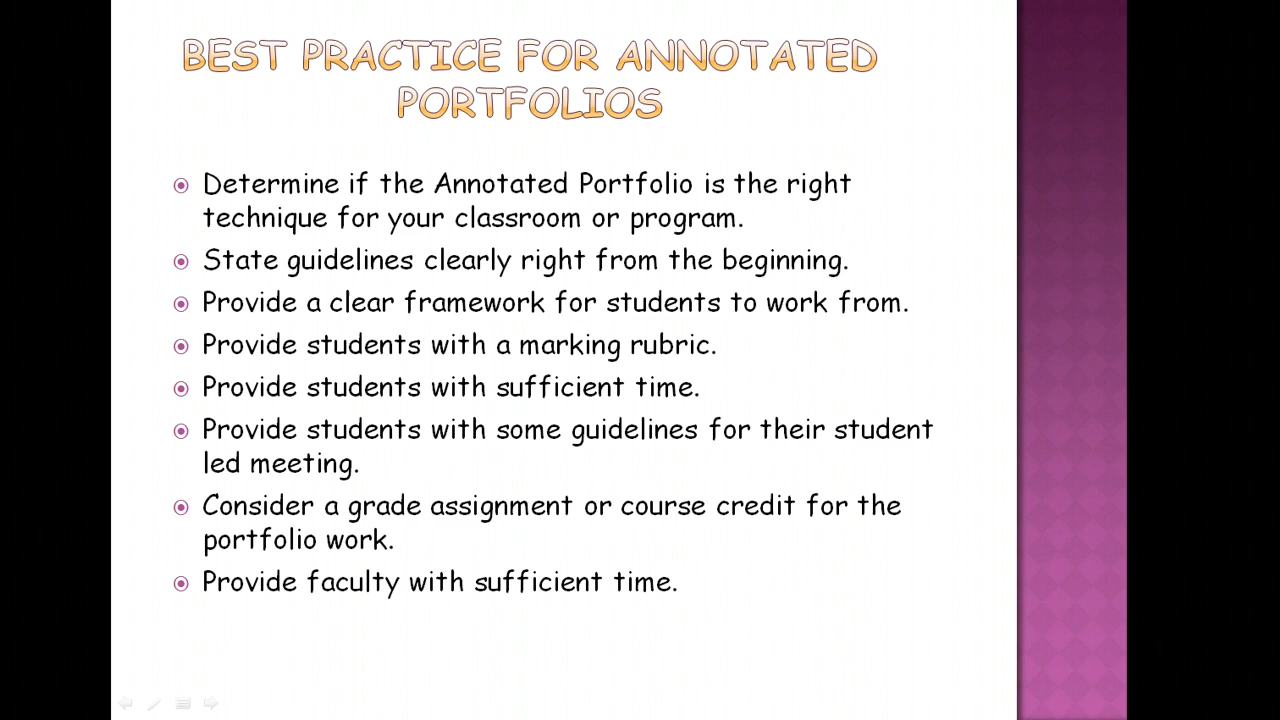 BEST PRACTICE FOR ANNOTATED
PORTFOLIOS
Determine if the Annotated Portfolio is the right
technique for your classroom or program.
State guidelines clearly right from the beginning.
Provide a clear framework for students to work from.
Provide students with a marking rubric.
Provide students with sufficient time.
Provide students with some guidelines for their student
led meeting.
Consider a grade assignment or course credit for the
portfolio work.
Provide faculty with sufficient time.